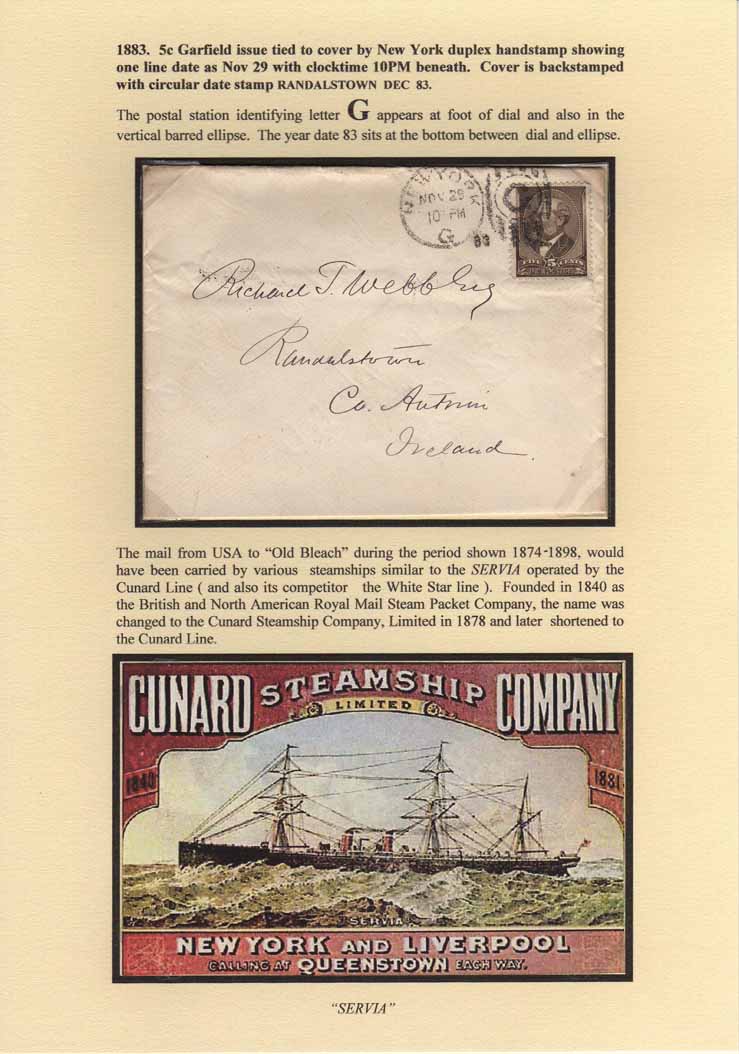 1883. 5c Garfield issue tied to cover by New York duplex handstamp showing
one line date as Nov 29 with clocktime 10PM beneath. Cover is backstamped
with circular date stamp RANDALSTOWN DEC 83.
The postal station identifying letter G appears at foot of dial and also in the
vertical barred ellipse. The year date 83 sits at the bottom between dial and ellipse.
NEW YORK
NOV 29
10 PM
G
83
FIVE 5 CENTS
Richard T. Webb Esq
Randalstown
Co. Antrim
Ireland.
The mail from USA to “Old Bleach” during the period shown 1874-1898, would
have been carried by various steamships similar to the SERVIA operated by the
Cunard Line ( and also its competitor the White Star line ). Founded in 1840 as
the British and North American Royal Mail Steam Packet Company, the name was
changed to the Cunard Steamship Company, Limited in 1878 and later shortened to
the Cunard Line.
CUNARD STEAMSHIP COMPANY
LIMITED
1840 1881
SERVIA
NEW YORK AND LIVERPOOL
CALLING AT QUEENSTOWN EACH WAY.
“SERVIA”